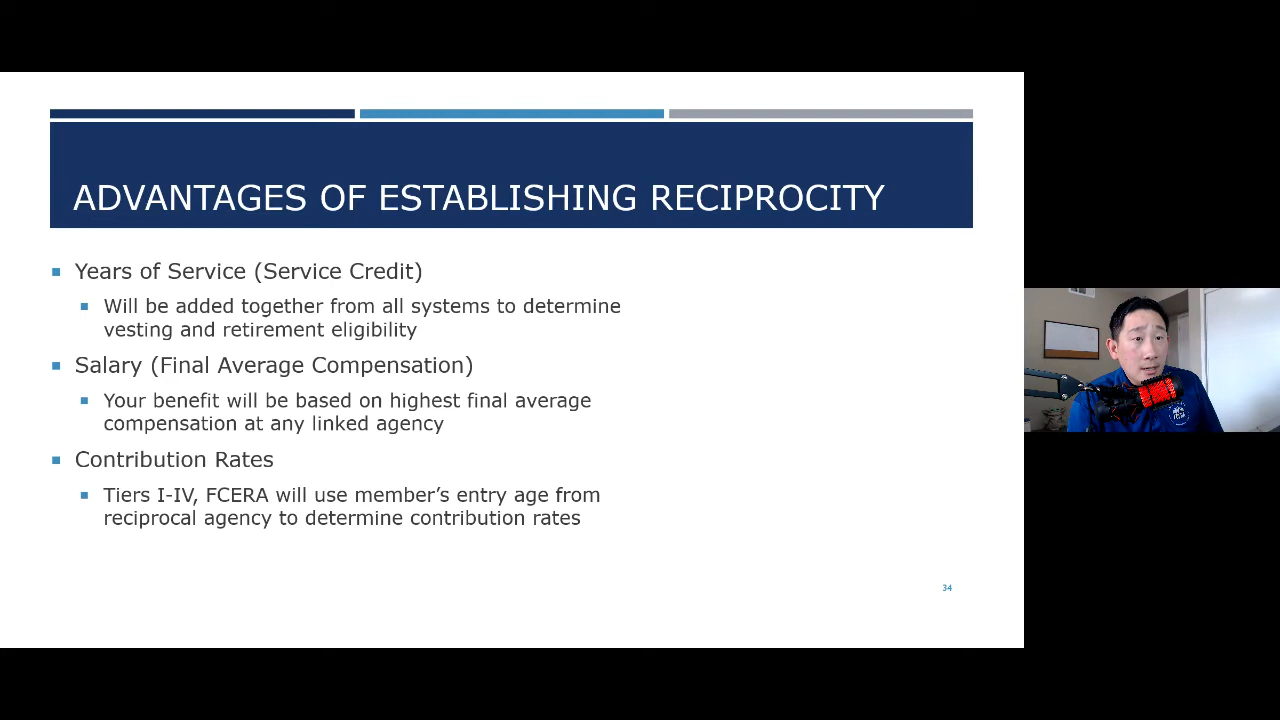 ADVANTAGES OF ESTABLISHING RECIPROCITY
Years of Service (Service Credit)
Will be added together from all systems to determine
vesting and retirement eligibility
Salary (Final Average Compensation)
Your benefit will be based on highest final average
compensation at any linked agency
Contribution Rates
Tiers I-IV, FCERA will use member's entry age from
reciprocal agency to determine contribution rates
34